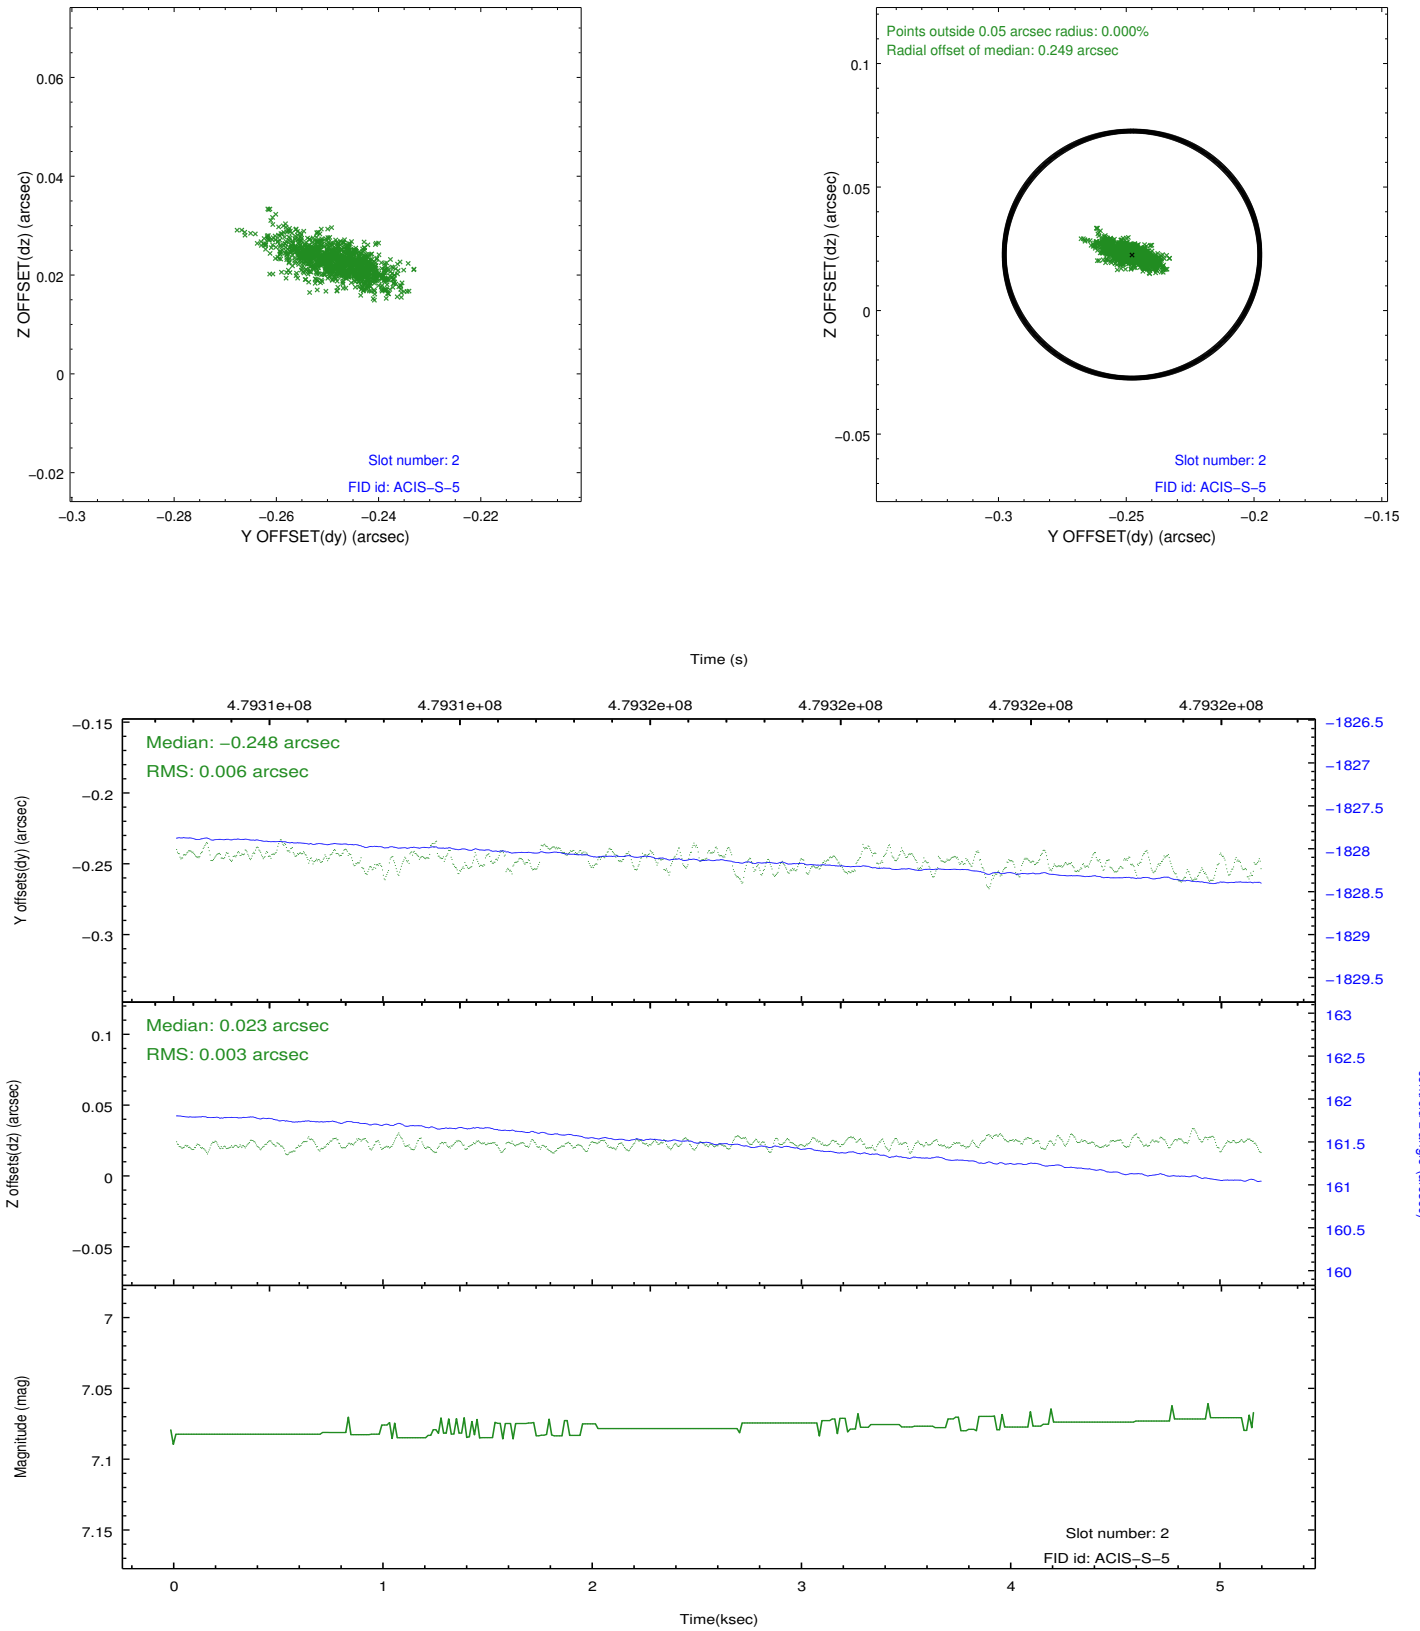 0.06
0.04
0.02
0
−0.02
Z OFFSET(dz) (arcsec)
Slot number: 2
FID id: ACIS−S−5
−0.3 −0.28 −0.26 −0.24 −0.22
Y OFFSET(dy) (arcsec)
Points outside 0.05 arcsec radius: 0.000%
Radial offset of median: 0.249 arcsec
0.1
0.05
0
−0.05
Z OFFSET(dz) (arcsec)
Slot number: 2
FID id: ACIS−S−5
−0.3 −0.25 −0.2 −0.15
Y OFFSET(dy) (arcsec)
Time (s)
4.7931e+08 4.7931e+08 4.7932e+08 4.7932e+08 4.7932e+08 4.7932e+08
Median: −0.248 arcsec
RMS: 0.006 arcsec
−0.15
−0.2
−0.25
−0.3
Y offsets(dy) (arcsec)
−1826.5
−1827
−1827.5
−1828
−1828.5
−1829
−1829.5
Median: 0.023 arcsec
RMS: 0.003 arcsec
0.1
0.05
0
−0.05
Z offsets(dz) (arcsec)
163
162.5
162
161.5
161
160.5
160
7
7.05
7.1
7.15
Magnitude (mag)
Slot number: 2
FID id: ACIS−S−5
0 1 2 3 4 5
Time(ksec)